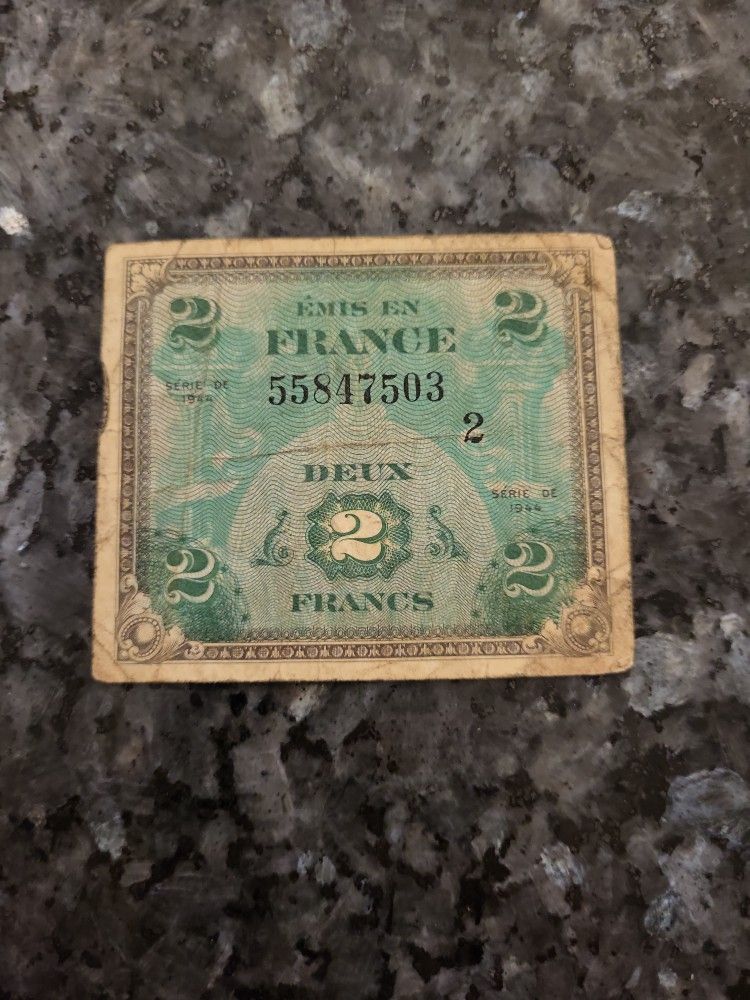 2 2
ÉMIS EN
FRANCE
SÉRIE DE
1944
55847503
2
DEUX
SÉRIE DE
1944
2
2 2
FRANCS